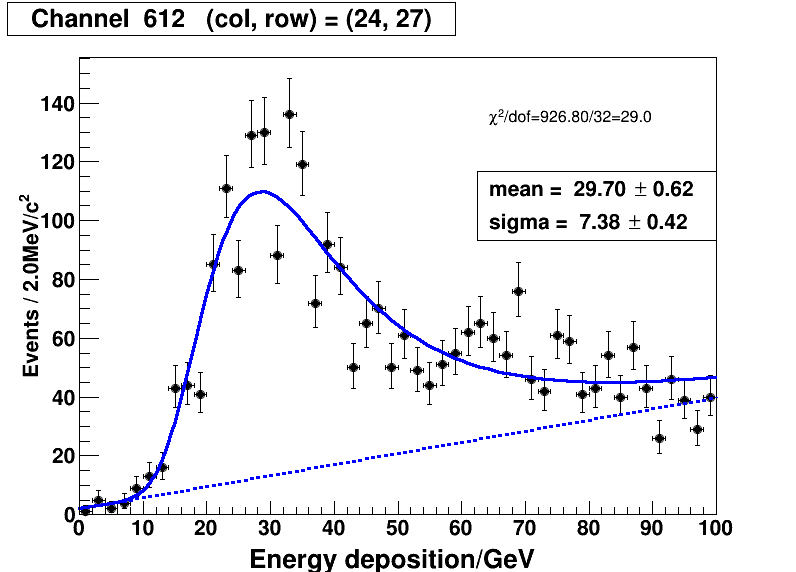 Channel 612 (col, row) = (24, 27)
χ²/dof=926.80/32=29.0
mean = 29.70 ± 0.62
sigma = 7.38 ± 0.42
Events / 2.0MeV/c²
140
120
100
80
60
40
20
0
0 10 20 30 40 50 60 70 80 90 100
Energy deposition/GeV